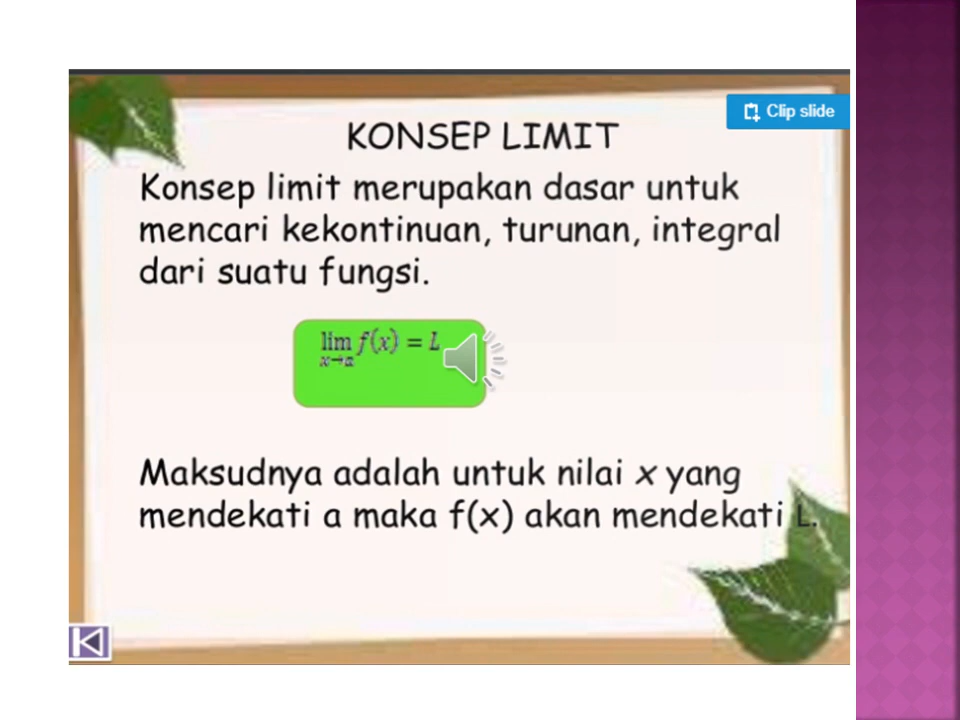 Clip slide
KONSEP LIMIT
Konsep limit merupakan dasar untuk
mencari kekontinuan, turunan, integral
dari suatu fungsi.
lim f(x) = L
x→a
Maksudnya adalah untuk nilai x yang
mendekati a maka f(x) akan mendekati L.